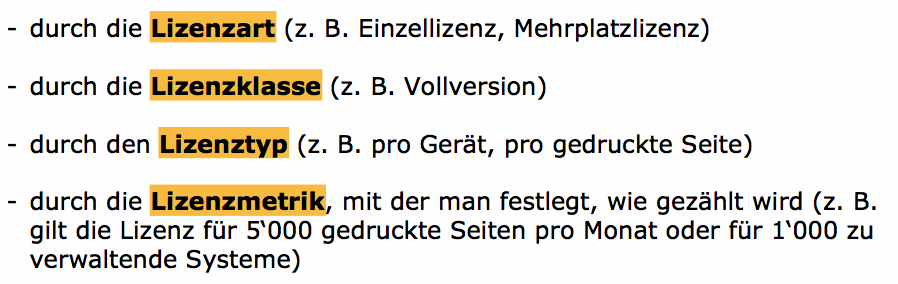 - durch die Lizenzart (z. B. Einzellizenz, Mehrplatzlizenz)
- durch die Lizenzklasse (z. B. Vollversion)
- durch den Lizenztyp (z. B. pro Gerät, pro gedruckte Seite)
- durch die Lizenzmetrik, mit der man festlegt, wie gezählt wird (z. B.
gilt die Lizenz für 5‘000 gedruckte Seiten pro Monat oder für 1‘000 zu
verwaltende Systeme)